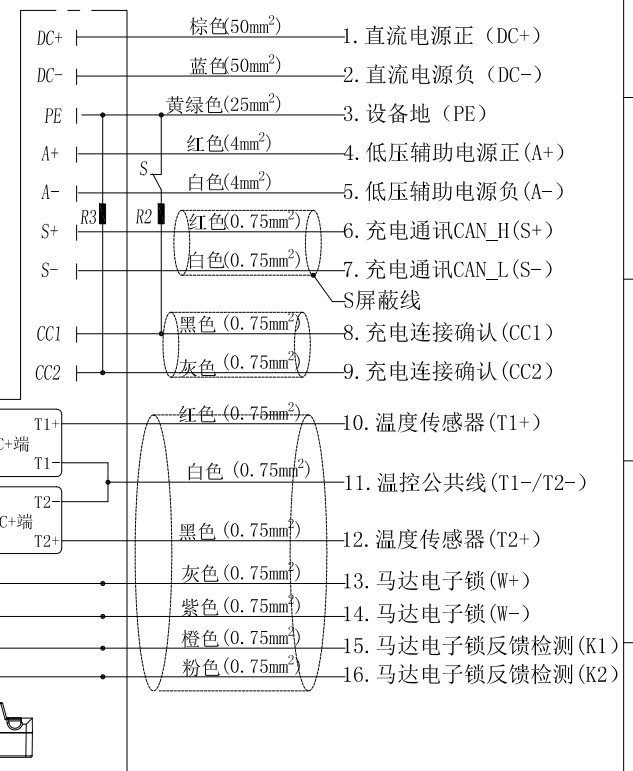 DC+ 棕色(50mm²) 1.直流电源正（DC+)
DC- 蓝色(50mm²) 2.直流电源负（DC-)
PE 黄绿色(25mm²) 3.设备地（PE)
A+ 红色(4mm²) 4.低压辅助电源正(A+)
S
A- 白色(4mm²) 5.低压辅助电源负(A-)
R3 R2
S+ 红色(0.75mm²) 6.充电通讯CAN_H(S+)
S- 白色(0.75mm²) 7.充电通讯CAN_L(S-)
S屏蔽线
CC1 黑色(0.75mm²) 8.充电连接确认(CC1)
CC2 灰色(0.75mm²) 9.充电连接确认(CC2)
T1+ 红色(0.75mm²) 10.温度传感器(T1+)
C+端
T1- 白色(0.75mm²) 11.温控公共线(T1-/T2-)
T2-
C+端
T2+ 黑色(0.75mm²) 12.温度传感器(T2+)
灰色(0.75mm²) 13.马达电子锁(W+)
紫色(0.75mm²) 14.马达电子锁(W-)
橙色(0.75mm²) 15.马达电子锁反馈检测(K1)
粉色(0.75mm²) 16.马达电子锁反馈检测(K2)